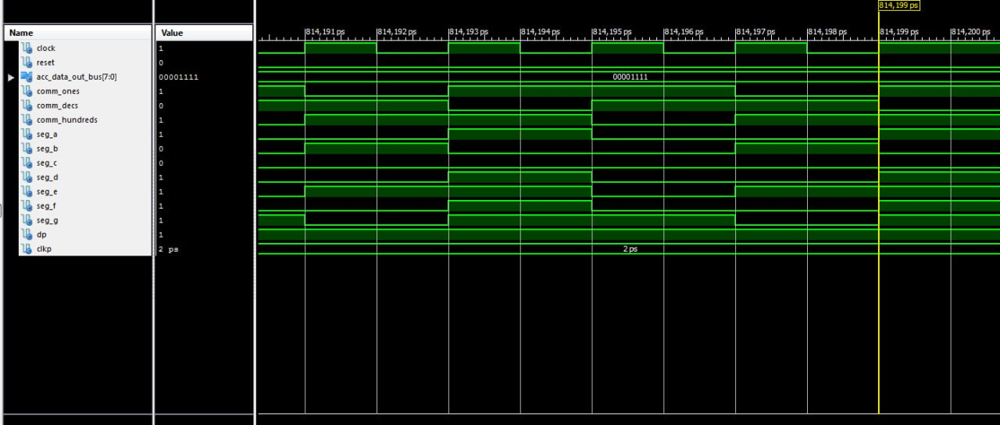 814,199 ps
Name Value
814,191 ps 814,192 ps 814,193 ps 814,194 ps 814,195 ps 814,196 ps 814,197 ps 814,198 ps 814,199 ps 814,200 ps
clock 1
reset 0
acc_data_out_bus[7:0] 00001111 00001111
comm_ones 1
comm_decs 0
comm_hundreds 1
seg_a 1
seg_b 0
seg_c 0
seg_d 1
seg_e 1
seg_f 1
seg_g 1
dp 1
clkp 2 ps 2 ps